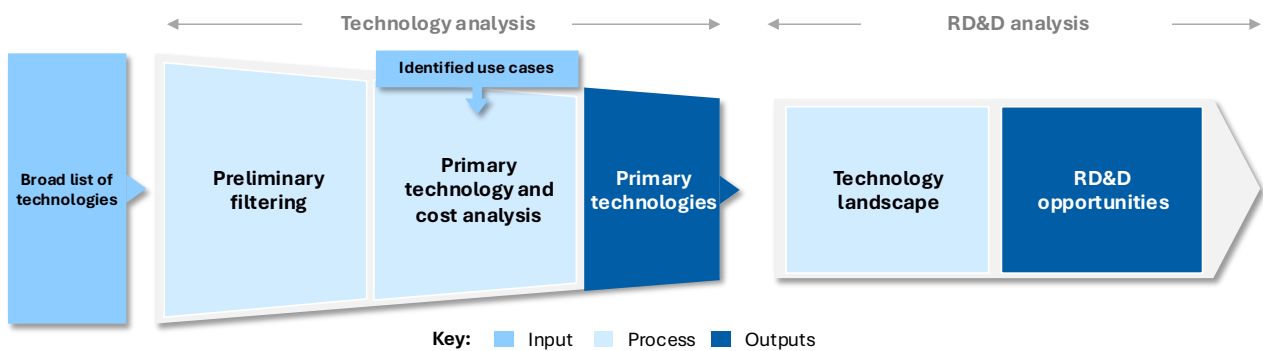 Technology analysis
RD&D analysis
Identified use cases
Broad list of
technologies
Preliminary
filtering
Primary
technology and
cost analysis
Primary
technologies
Technology
landscape
RD&D
opportunities
Key: Input Process Outputs